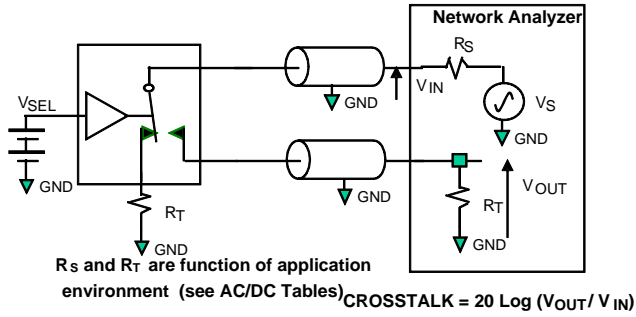 Network Analyzer
RS
VIN
GND
VS
GND
VSEL
GND
GND
VOUT
RT
GND
RT
GND
RS and RT are function of application
environment (see AC/DC Tables)
CROSSTALK = 20 Log (VOUT/ VIN)